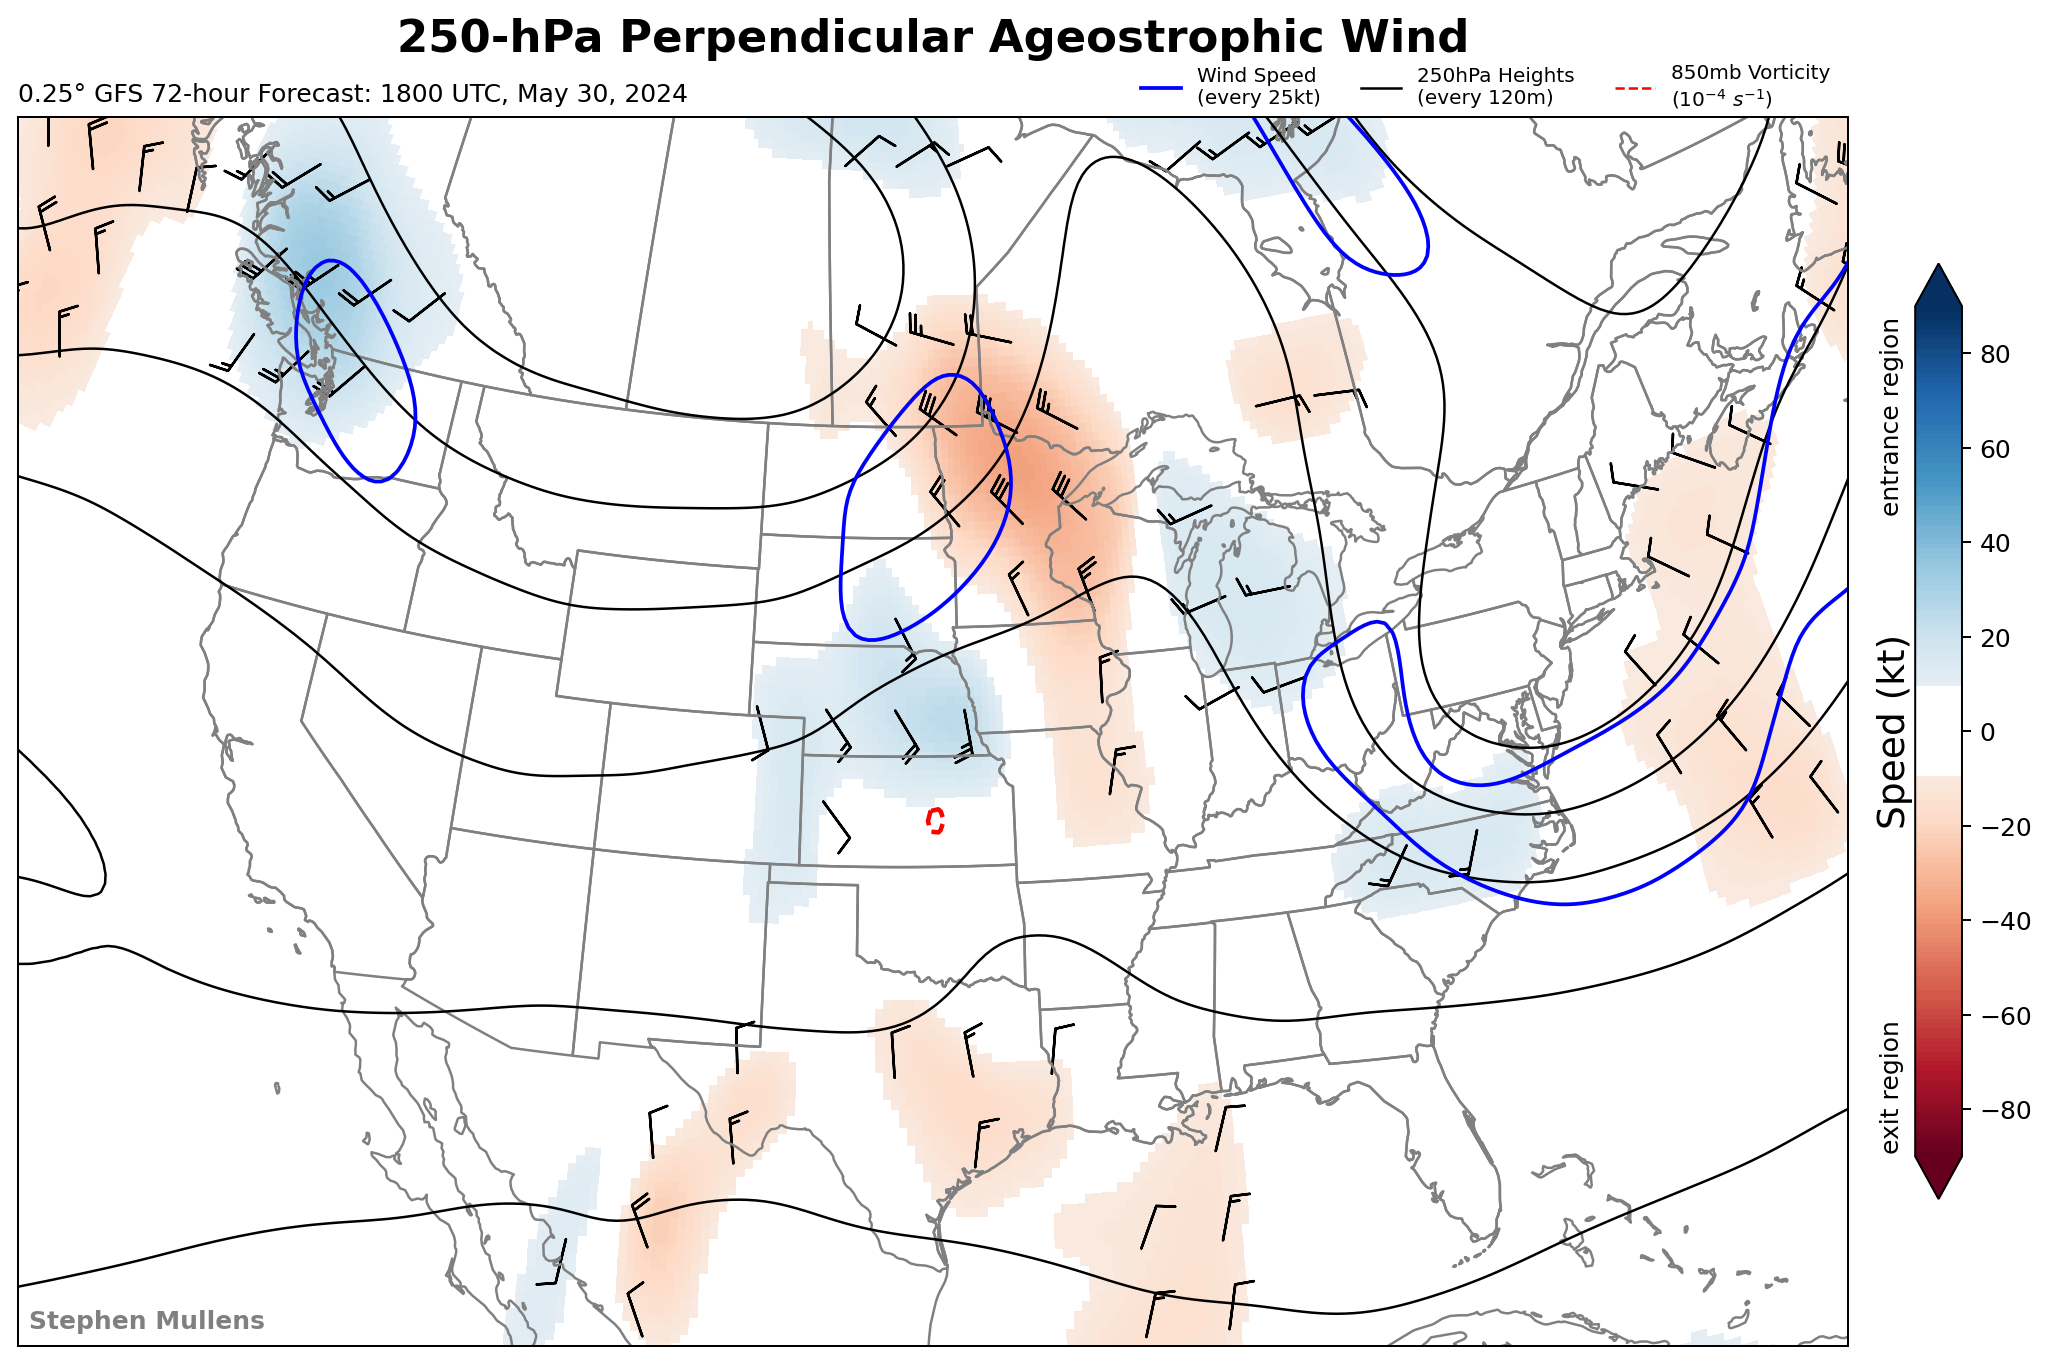 250-hPa Perpendicular Ageostrophic Wind
0.25° GFS 72-hour Forecast: 1800 UTC, May 30, 2024
Wind Speed
(every 25kt)
250hPa Heights
(every 120m)
850mb Vorticity
(10⁻⁴ s⁻¹)
entrance region
Speed (kt)
exit region
80
60
40
20
0
−20
−40
−60
−80
Stephen Mullens